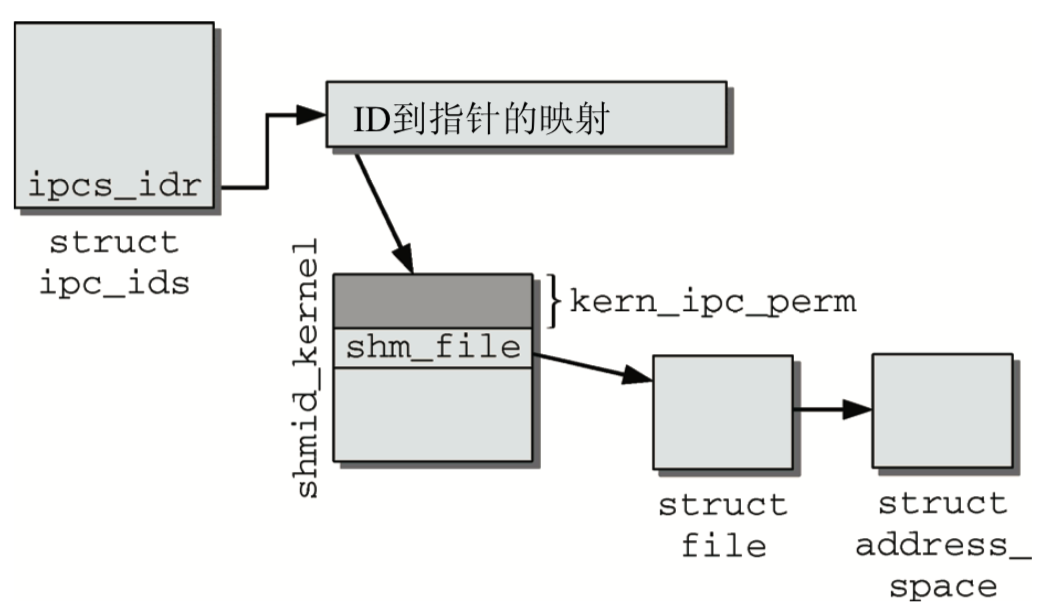 ID到指针的映射
ipcs_idr
struct
ipc_ids
shmid_kernel
kern_ipc_perm
shm_file
struct
file
struct
address_
space